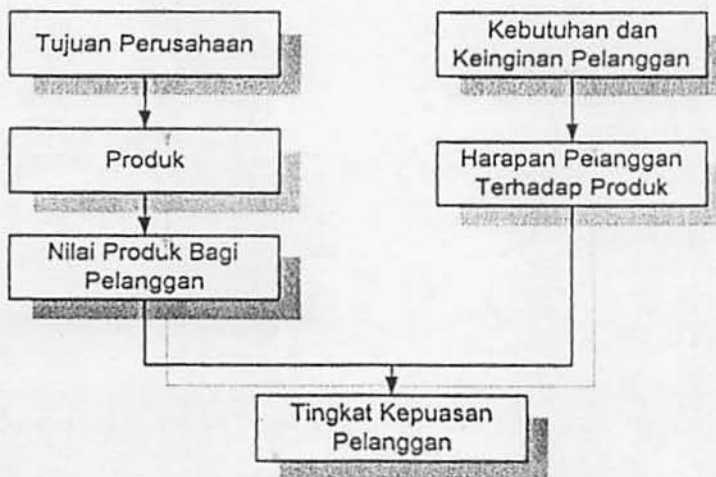 Tujuan Perusahaan
Kebutuhan dan
Keinginan Pelanggan
Produk
Harapan Pelanggan
Terhadap Produk
Nilai Produk Bagi
Pelanggan
Tingkat Kepuasan
Pelanggan